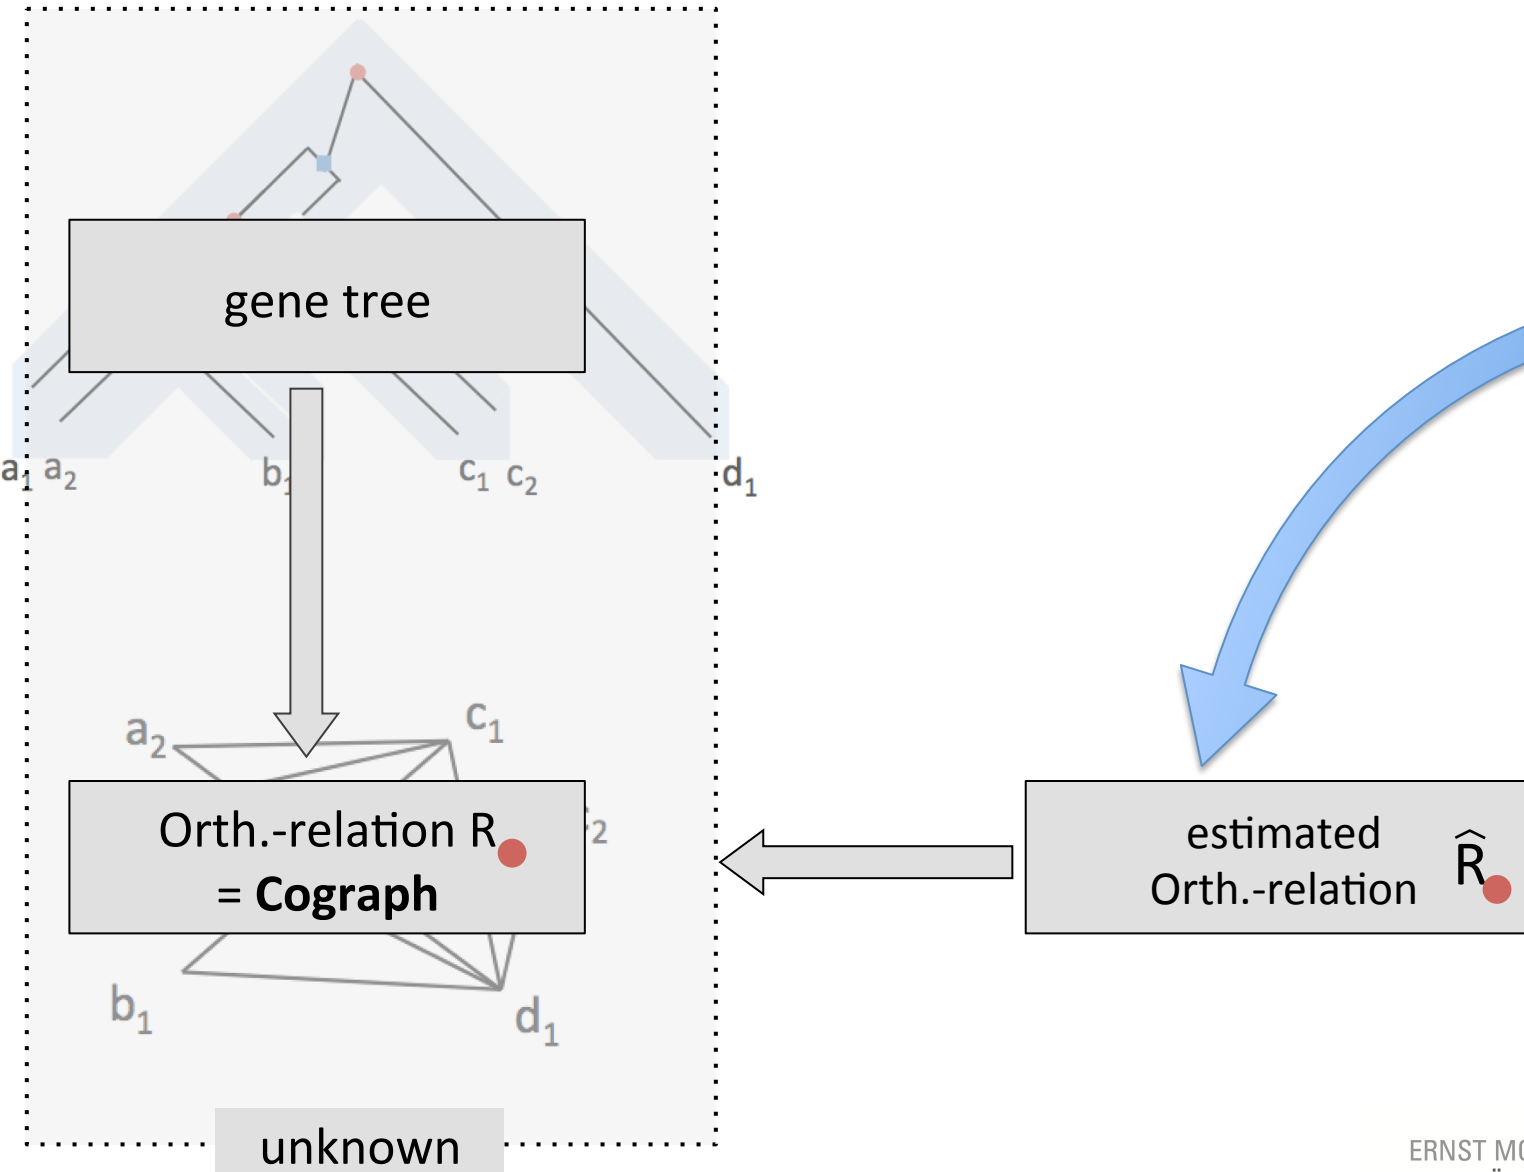 gene tree
a₁ a₂ b₁ c₁ c₂ d₁
a₂ c₁
Orth.-relation R
= Cograph
estimated
Orth.-relation R̂
b₁ d₁
unknown
ERNST